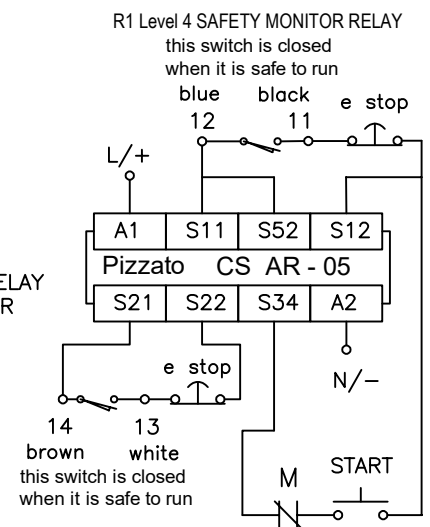 R1 Level 4 SAFETY MONITOR RELAY
this switch is closed
when it is safe to run
blue black e stop
12 11
L/+
A1 S11 S52 S12
ELAY
R
Pizzato CS AR - 05
S21 S22 S34 A2
e stop
N/-
14 13
brown white
this switch is closed
when it is safe to run
M START